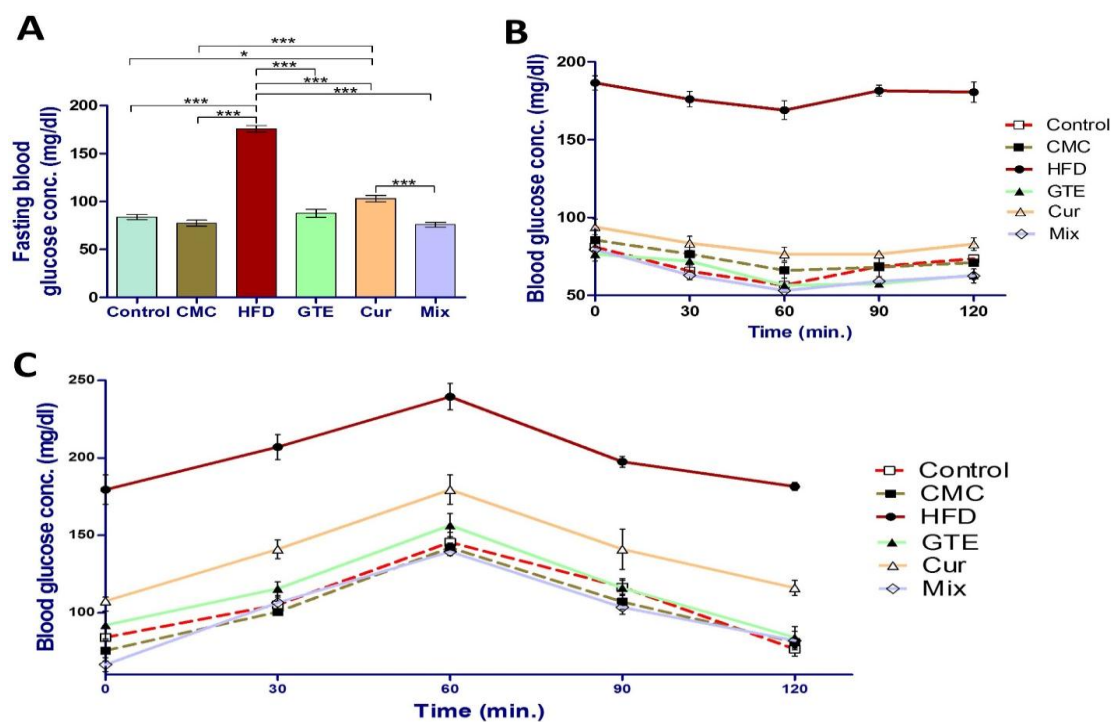 A
***
*
***
***
***
***
***
***
Fasting blood
glucose conc. (mg/dl)
200
150
100
50
0
Control CMC HFD GTE Cur Mix
B
Blood glucose conc. (mg/dl)
200
150
100
50
0 30 60 90 120
Time (min.)
Control
CMC
HFD
GTE
Cur
Mix
C
Blood glucose conc. (mg/dl)
250
200
150
100
0 30 60 90 120
Time (min.)
Control
CMC
HFD
GTE
Cur
Mix